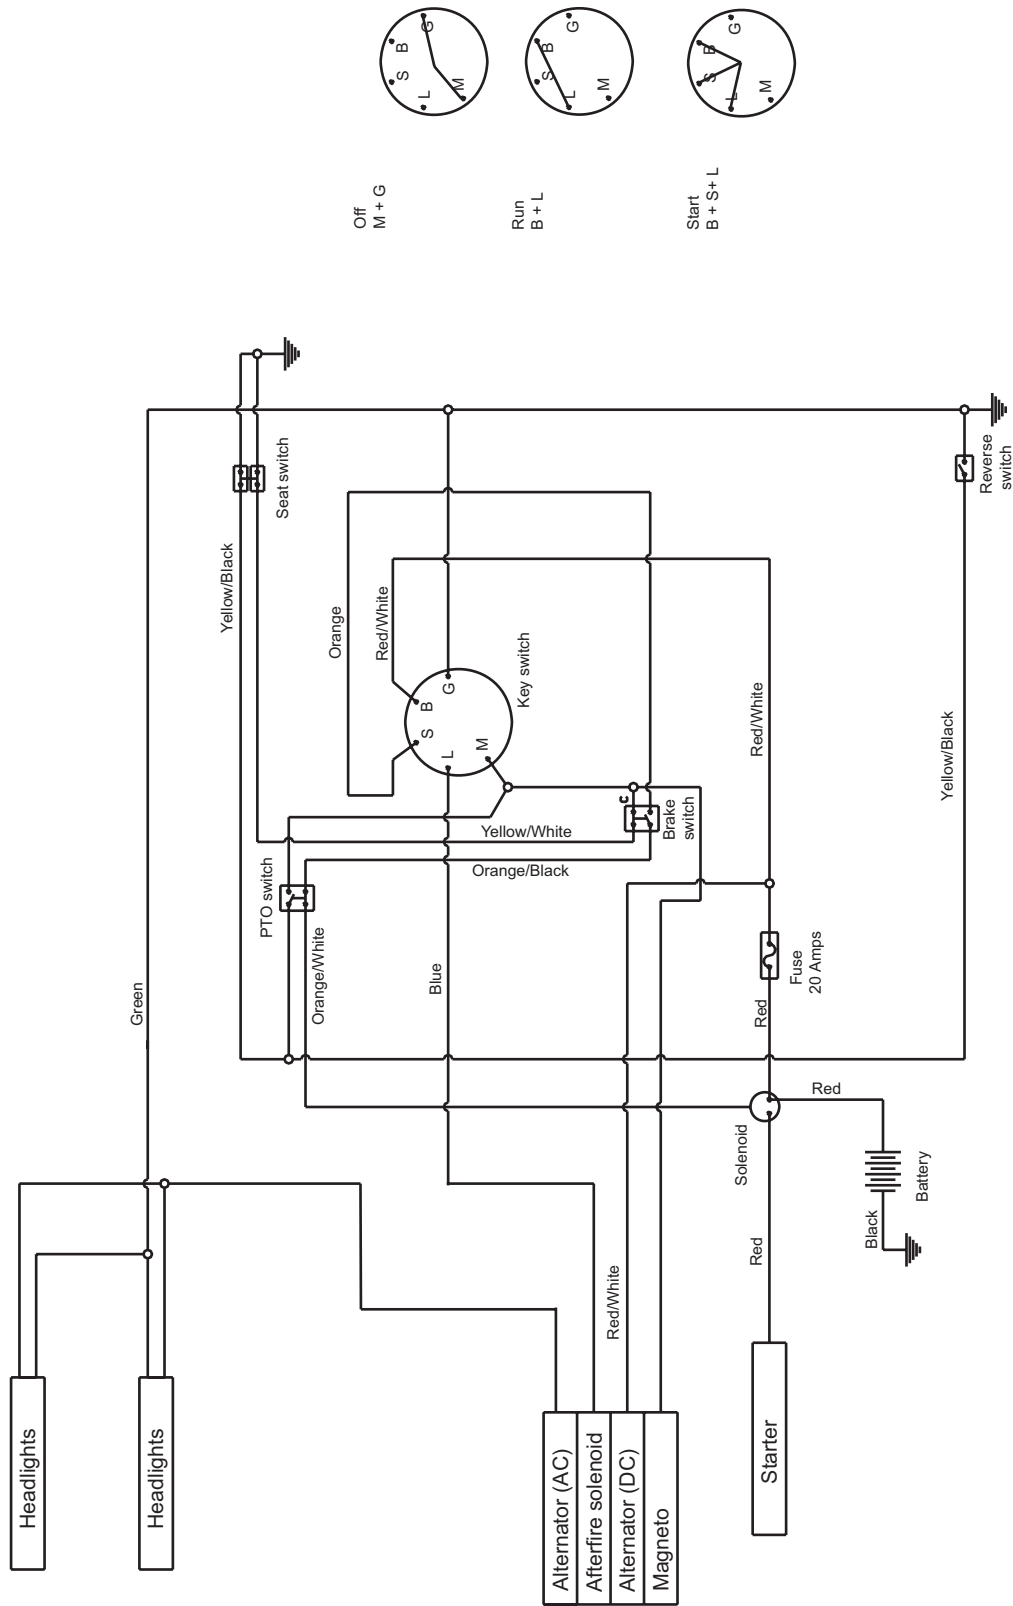 Headlights
Headlights
Alternator (AC)
Afterfire solenoid
Alternator (DC)
Magneto
Starter
Green
Yellow/Black
Seat switch
Orange
Red/White
PTO switch
Orange/White
Blue
Yellow/White
Orange/Black
Key switch
G
B
S
L
M
C
Brake
switch
Red/White
Red/White
Fuse
20 Amps
Red
Red
Solenoid
Red
Black
Battery
Yellow/Black
Reverse
switch
Off
M + G
Run
B + L
Start
B + S+ L
G
B
S
L
M
G
B
S
L
M
G
B
S
L
M